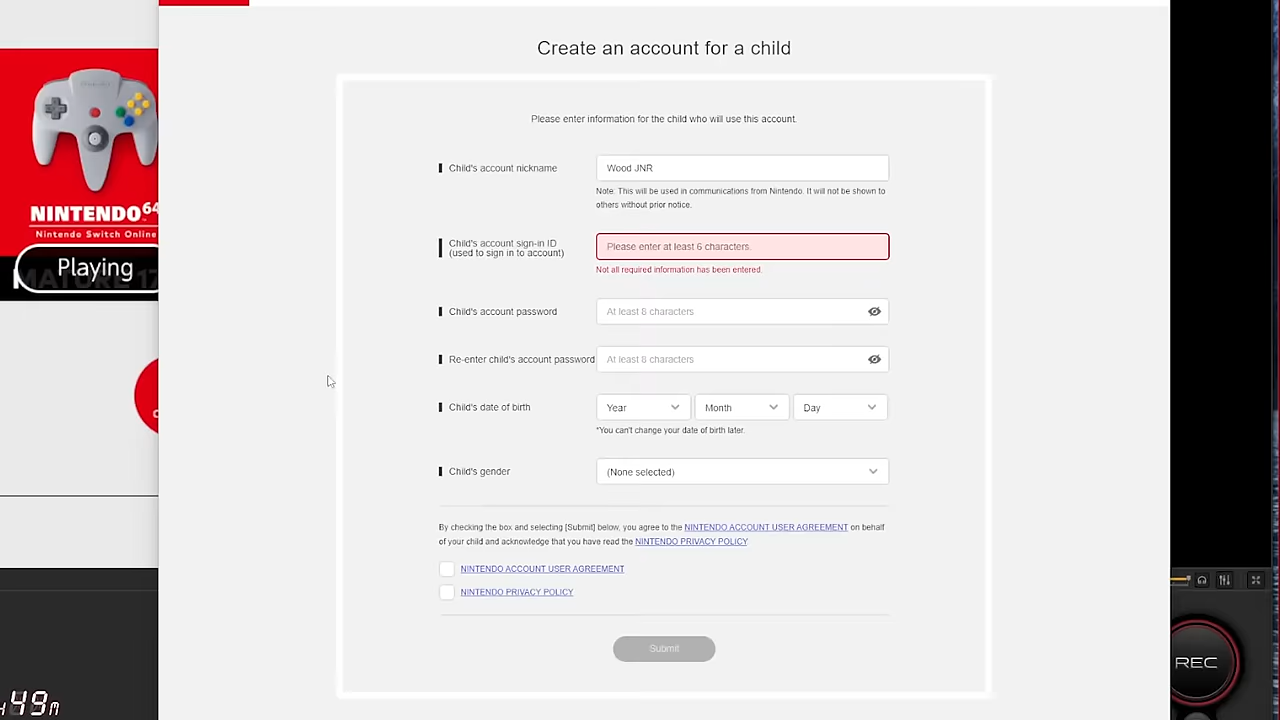 Create an account for a child
Please enter information for the child who will use this account.
Child's account nickname
Wood JNR
Note: This will be used in communications from Nintendo. It will not be shown to
others without prior notice.
Child's account sign-in ID
(used to sign in to account)
Please enter at least 6 characters.
Not all required information has been entered.
Child's account password
At least 8 characters
Re-enter child's account password
At least 8 characters
Child's date of birth
Year
Month
Day
*You can't change your date of birth later.
Child's gender
(None selected)
By checking the box and selecting [Submit] below, you agree to the NINTENDO ACCOUNT USER AGREEMENT on behalf
of your child and acknowledge that you have read the NINTENDO PRIVACY POLICY
NINTENDO ACCOUNT USER AGREEMENT
NINTENDO PRIVACY POLICY
Submit
NINTENDO 64
Nintendo Switch Online
Playing
MATURE 17
49m
REC